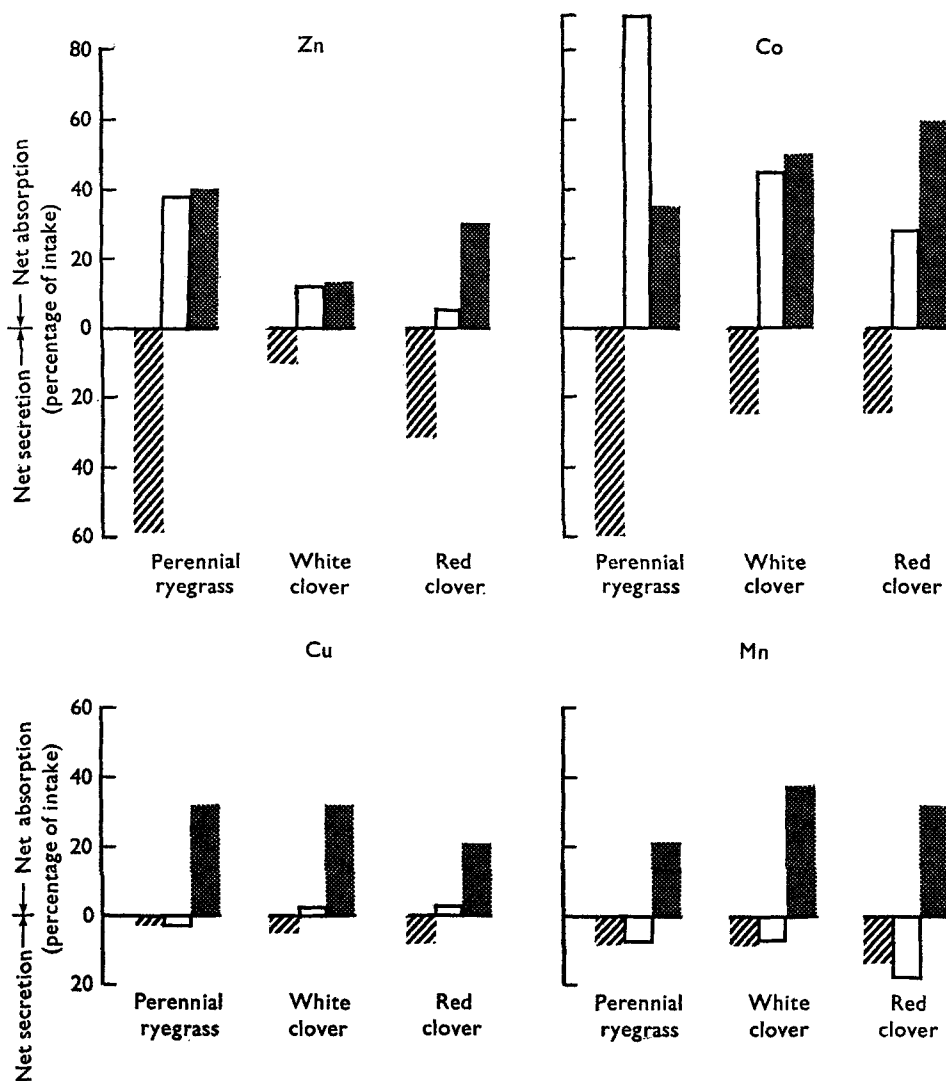 Zn
Co
80
60
40
20
0
20
40
60
Net secretion → ← Net absorption
(percentage of intake)
Perennial
ryegrass
White
clover
Red
clover.
Perennial
ryegrass
White
clover
Red
clover
Cu
Mn
60
40
20
0
20
Net secretion → ← Net absorption
(percentage of intake)
Perennial
ryegrass
White
clover
Red
clover
Perennial
ryegrass
White
clover
Red
clover